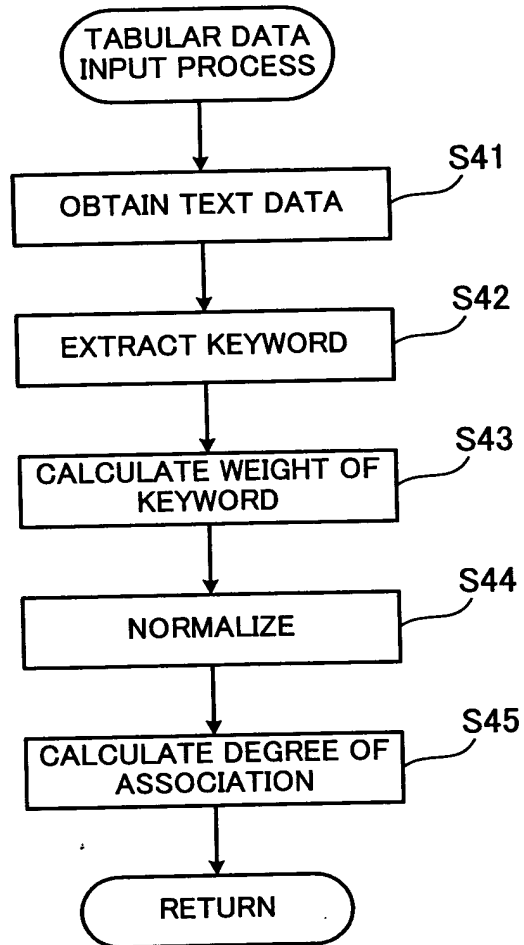 TABULAR DATA
INPUT PROCESS
S41
OBTAIN TEXT DATA
S42
EXTRACT KEYWORD
S43
CALCULATE WEIGHT OF
KEYWORD
S44
NORMALIZE
S45
CALCULATE DEGREE OF
ASSOCIATION
RETURN